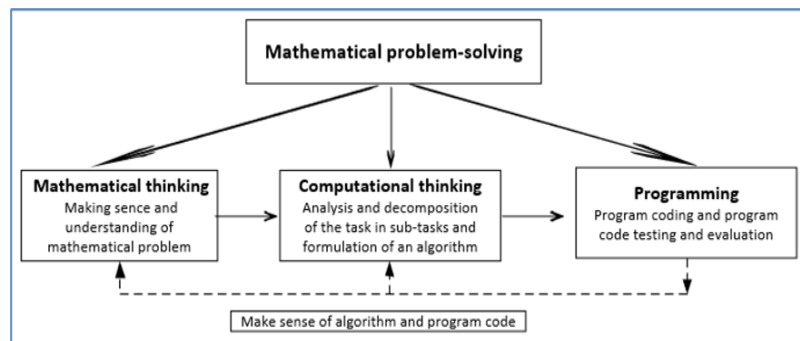 Mathematical problem-solving
Mathematical thinking
Making sence and
understanding of
mathematical problem
Computational thinking
Analysis and decomposition
of the task in sub-tasks and
formulation of an algorithm
Programming
Program coding and program
code testing and evaluation
Make sense of algorithm and program code